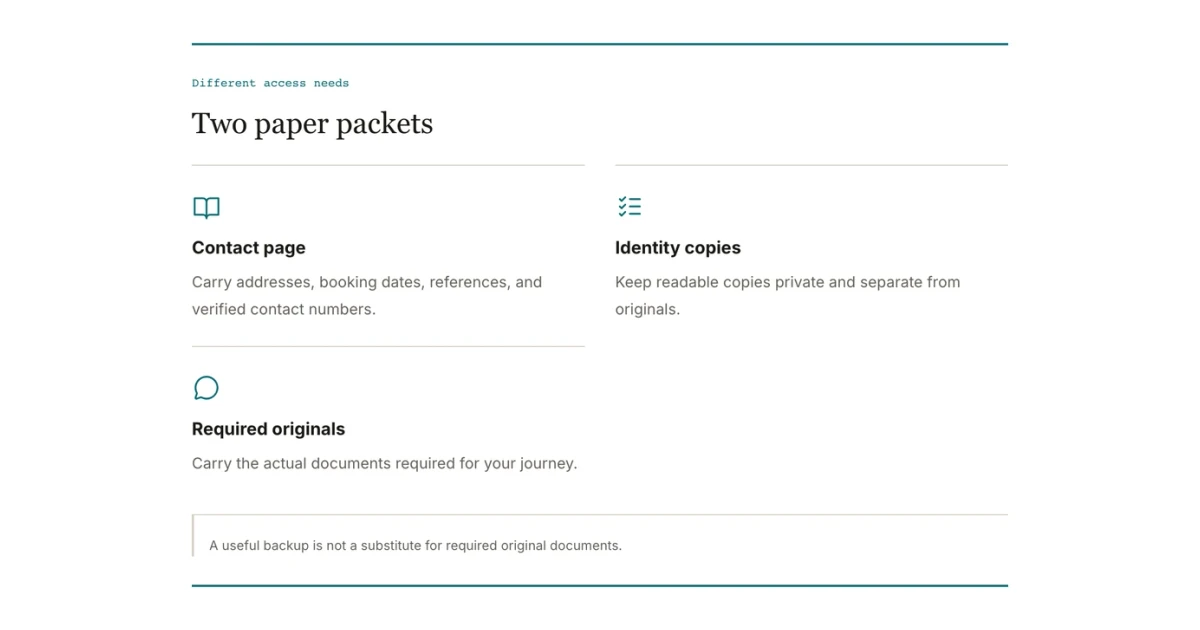 Different access needs
Two paper packets
Contact page
Carry addresses, booking dates, references, and
verified contact numbers.
Identity copies
Keep readable copies private and separate from
originals.
Required originals
Carry the actual documents required for your journey.
A useful backup is not a substitute for required original documents.